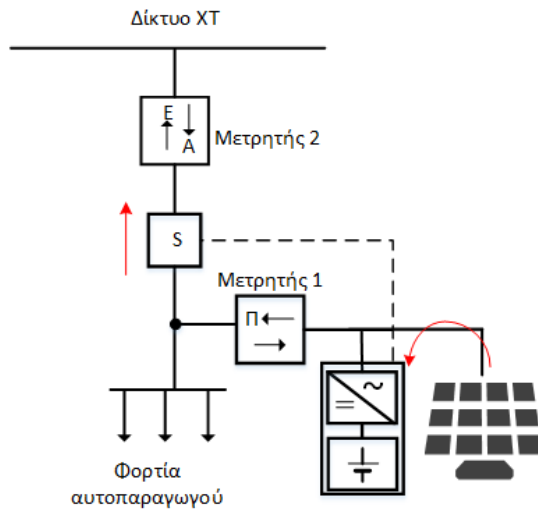 Δίκτυο ΧΤ
Ε
Α
Μετρητής 2
S
Μετρητής 1
Π
Φορτία
αυτοπαραγωγού